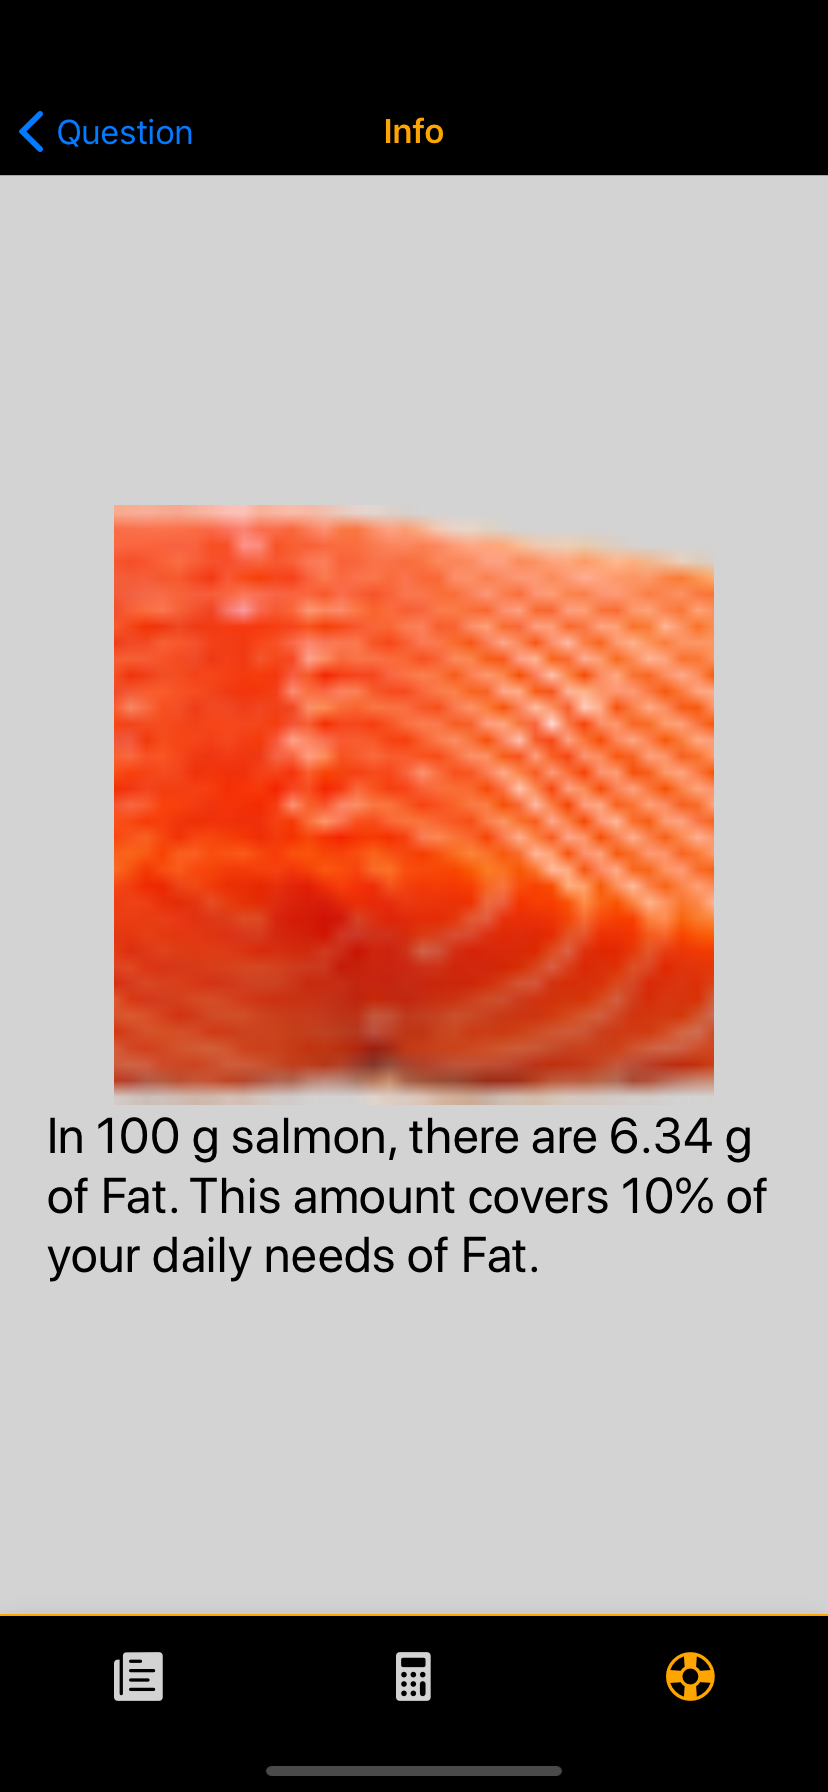 Question
Info
In 100 g salmon, there are 6.34 g
of Fat. This amount covers 10% of
your daily needs of Fat.